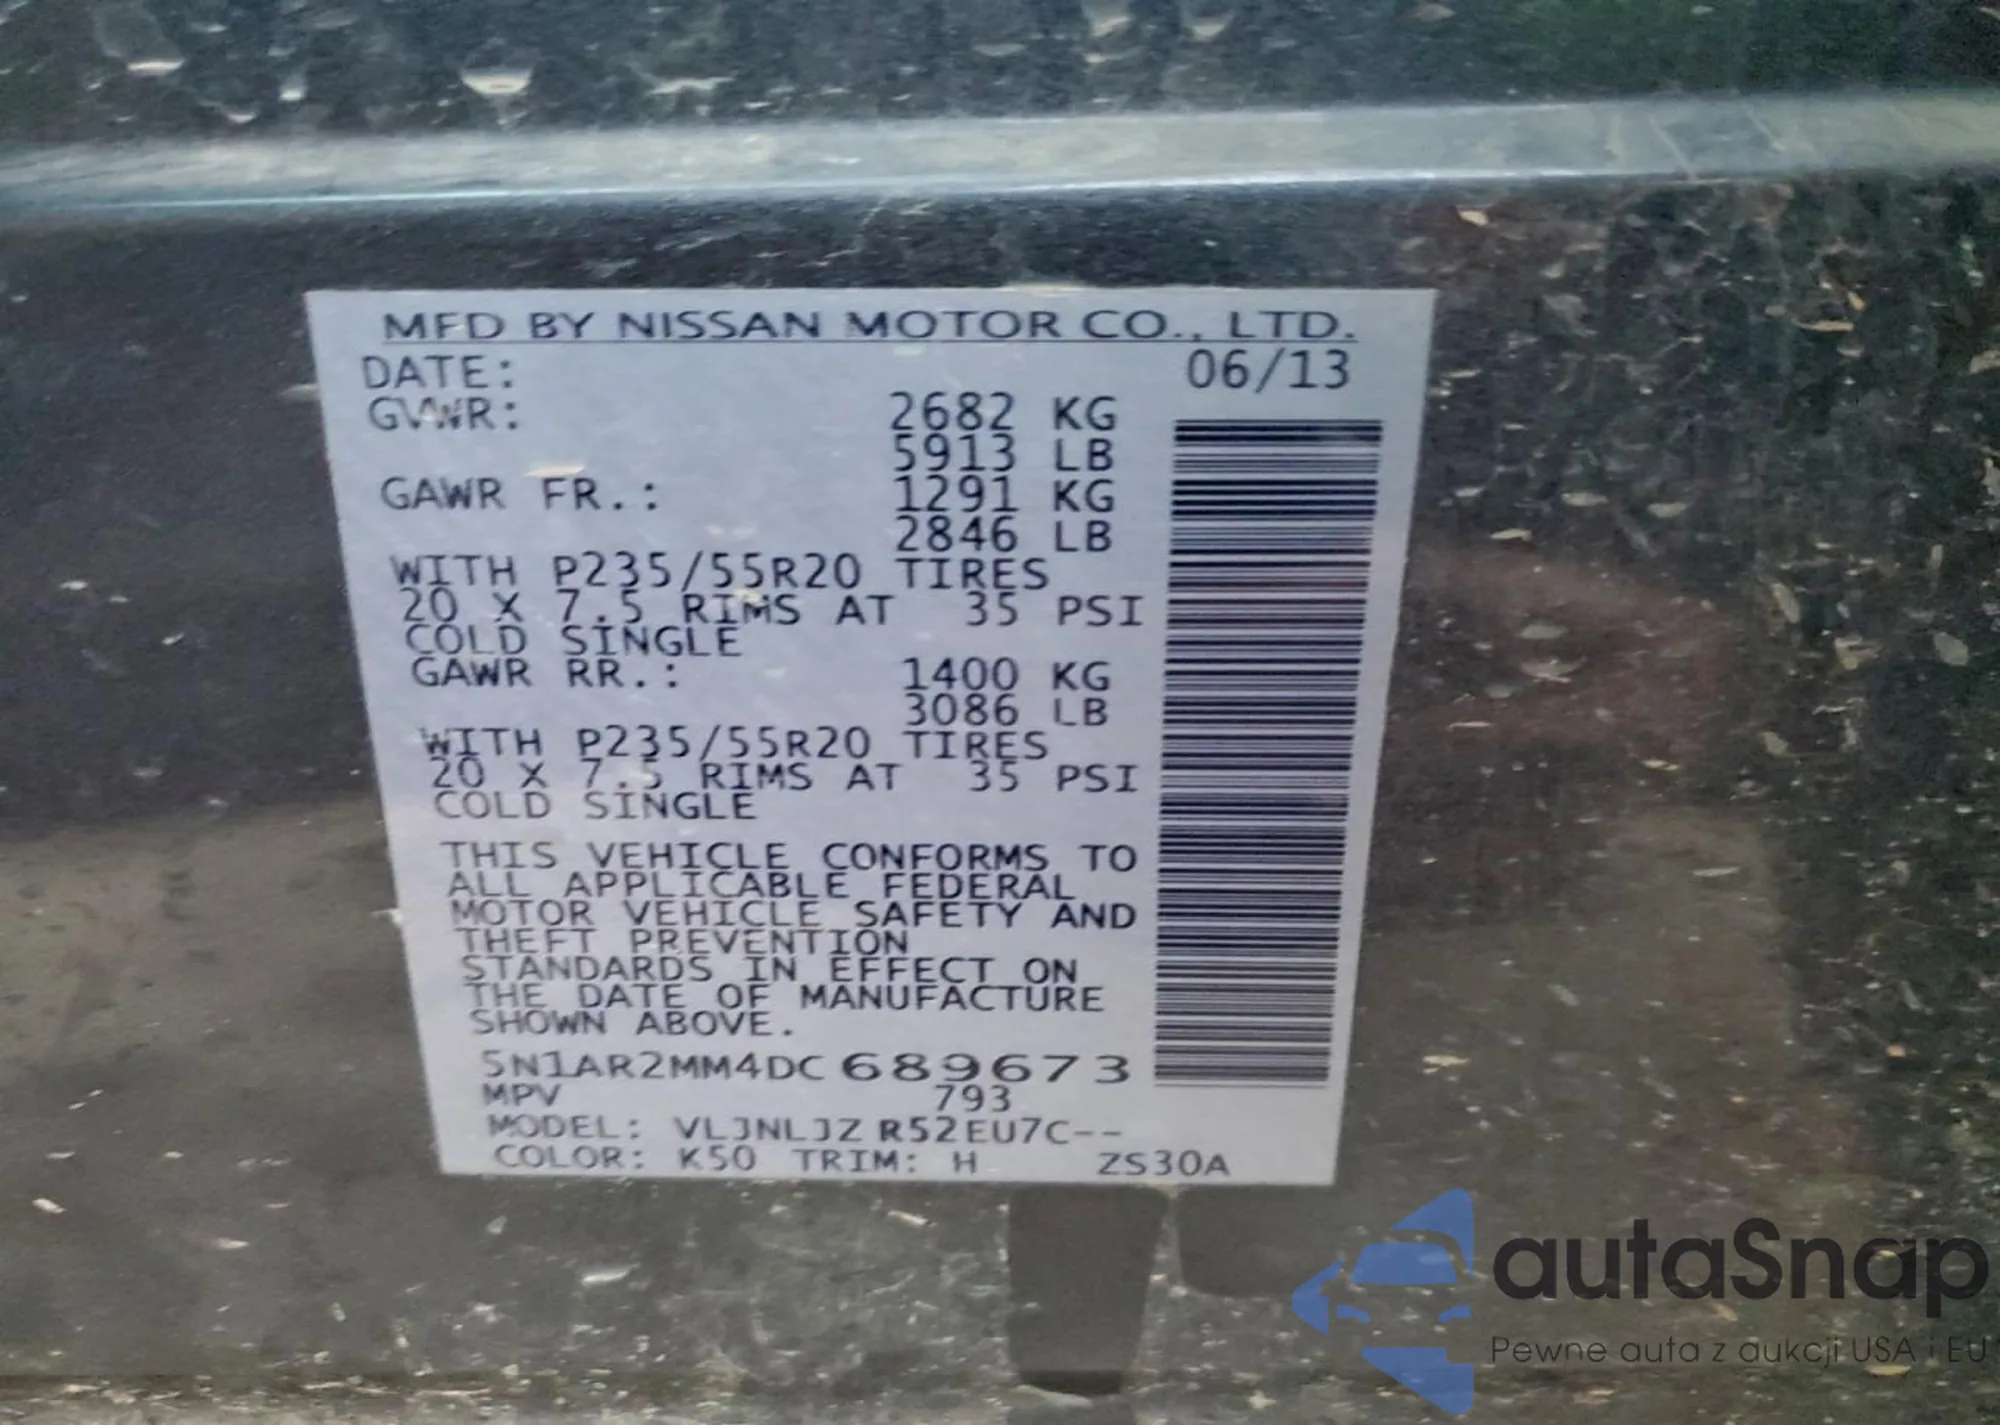 MFD BY NISSAN MOTOR CO., LTD.
DATE: 06/13
GVWR: 2682 KG
5913 LB
GAWR FR.: 1291 KG
2846 LB
WITH P235/55R20 TIRES
20 X 7.5 RIMS AT 35 PSI
COLD SINGLE
GAWR RR.: 1400 KG
3086 LB
WITH P235/55R20 TIRES
20 X 7.5 RIMS AT 35 PSI
COLD SINGLE
THIS VEHICLE CONFORMS TO
ALL APPLICABLE FEDERAL
MOTOR VEHICLE SAFETY AND
THEFT PREVENTION
STANDARDS IN EFFECT ON
THE DATE OF MANUFACTURE
SHOWN ABOVE.
5N1AR2MM4DC689673
MPV 793
MODEL: VLJNLJZ R52EU7C--
COLOR: K50 TRIM: H ZS30A
autaSnap
Pewne auta z aukcji USA i EU